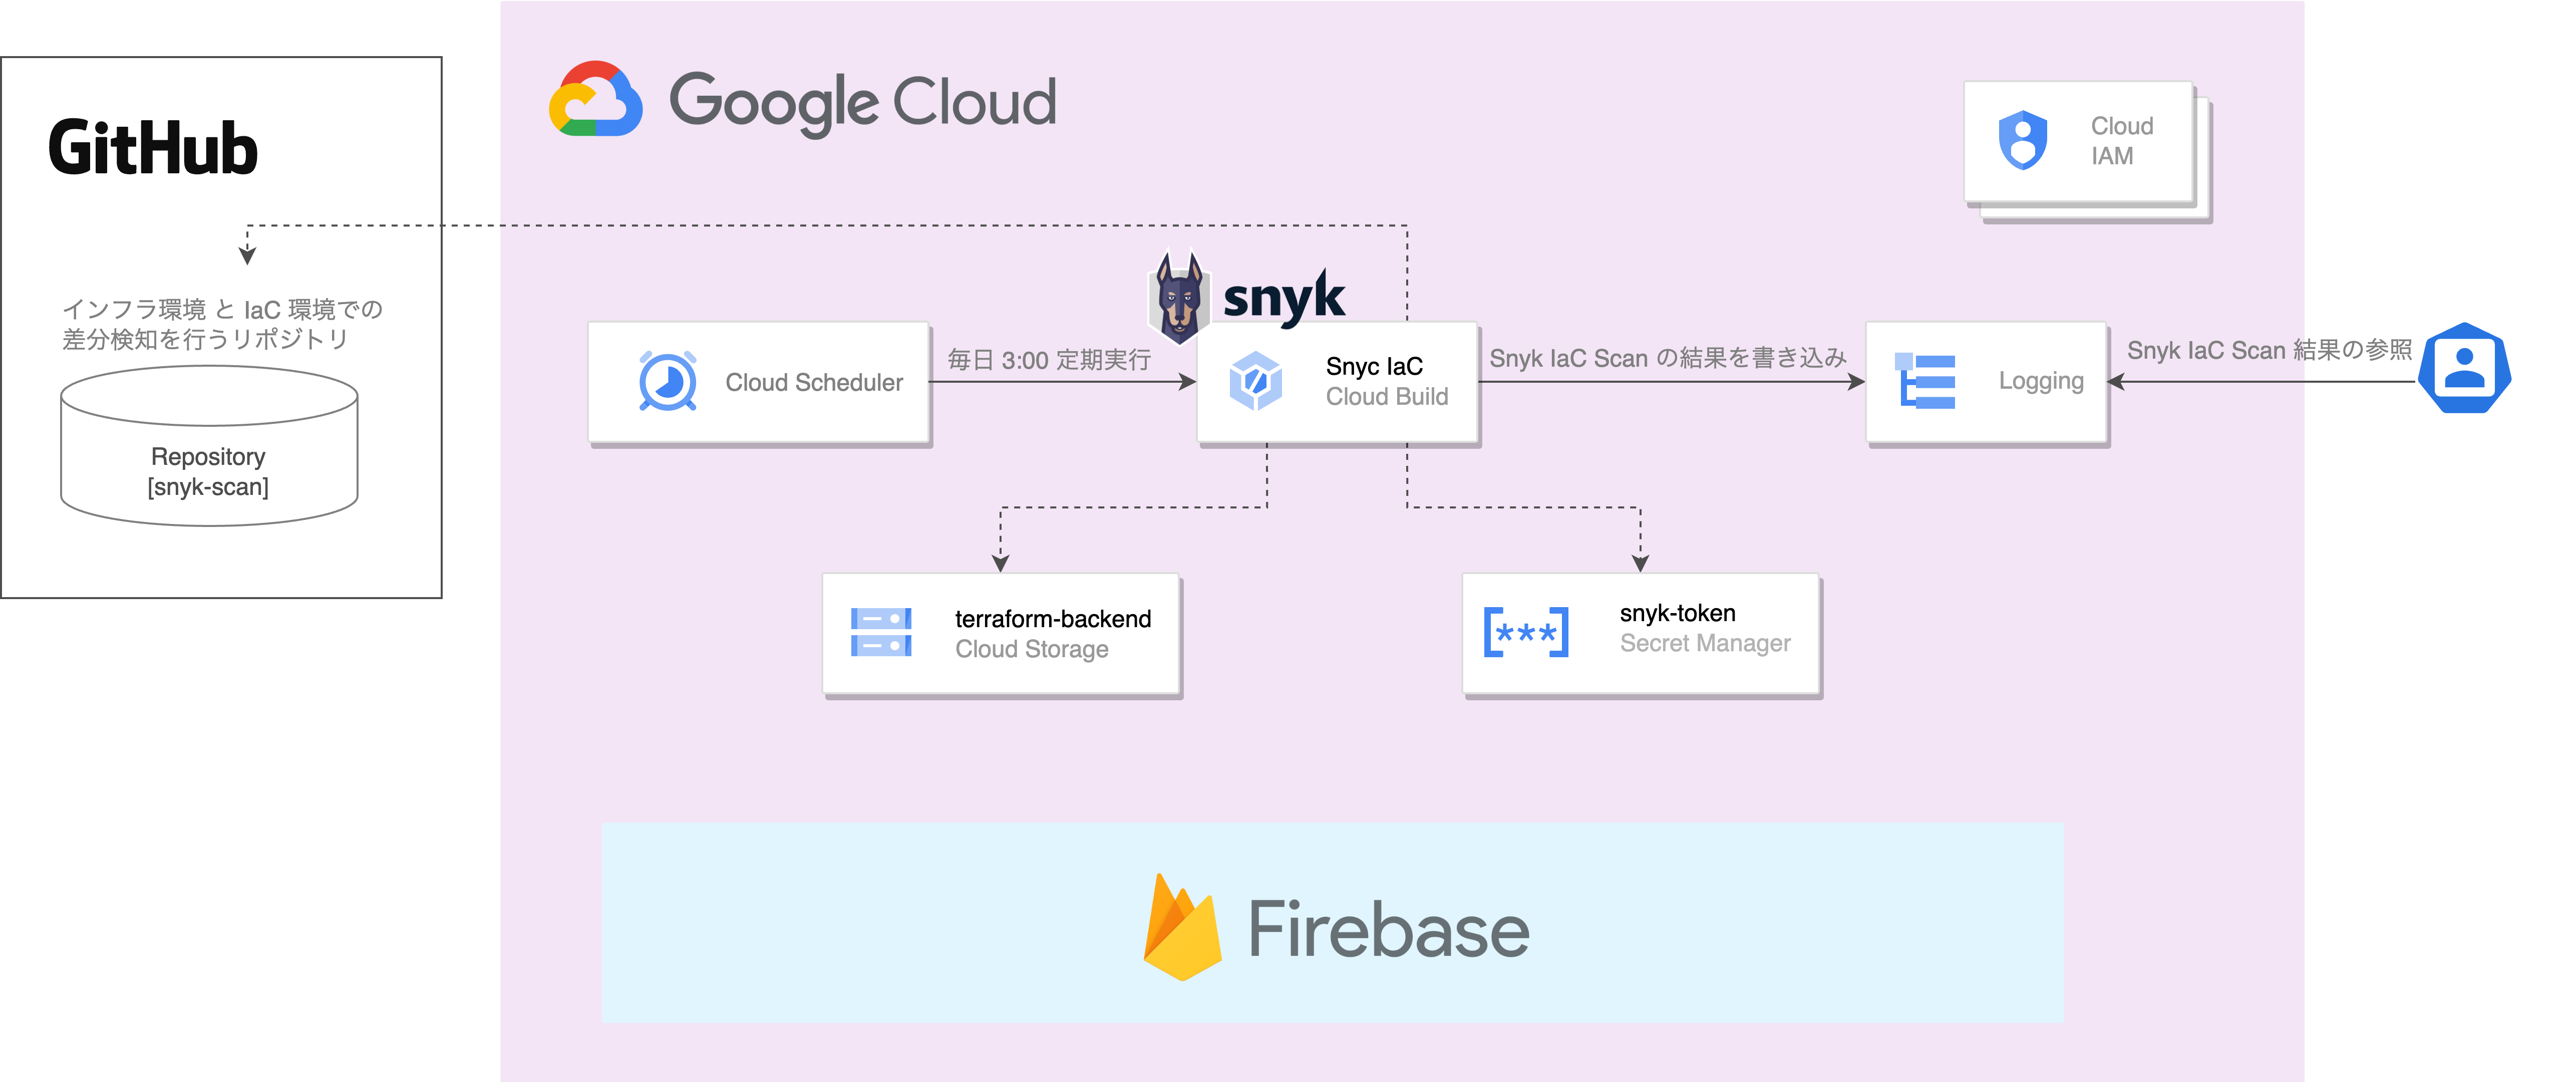 GitHub
インフラ環境 と IaC 環境での
差分検知を行うリポジトリ
Repository
[snyk-scan]
Google Cloud
Cloud
IAM
snyk
Cloud Scheduler
毎日 3:00 定期実行
Snyc IaC
Cloud Build
Snyk IaC Scan の結果を書き込み
Logging
Snyk IaC Scan 結果の参照
terraform-backend
Cloud Storage
[***]
snyk-token
Secret Manager
Firebase